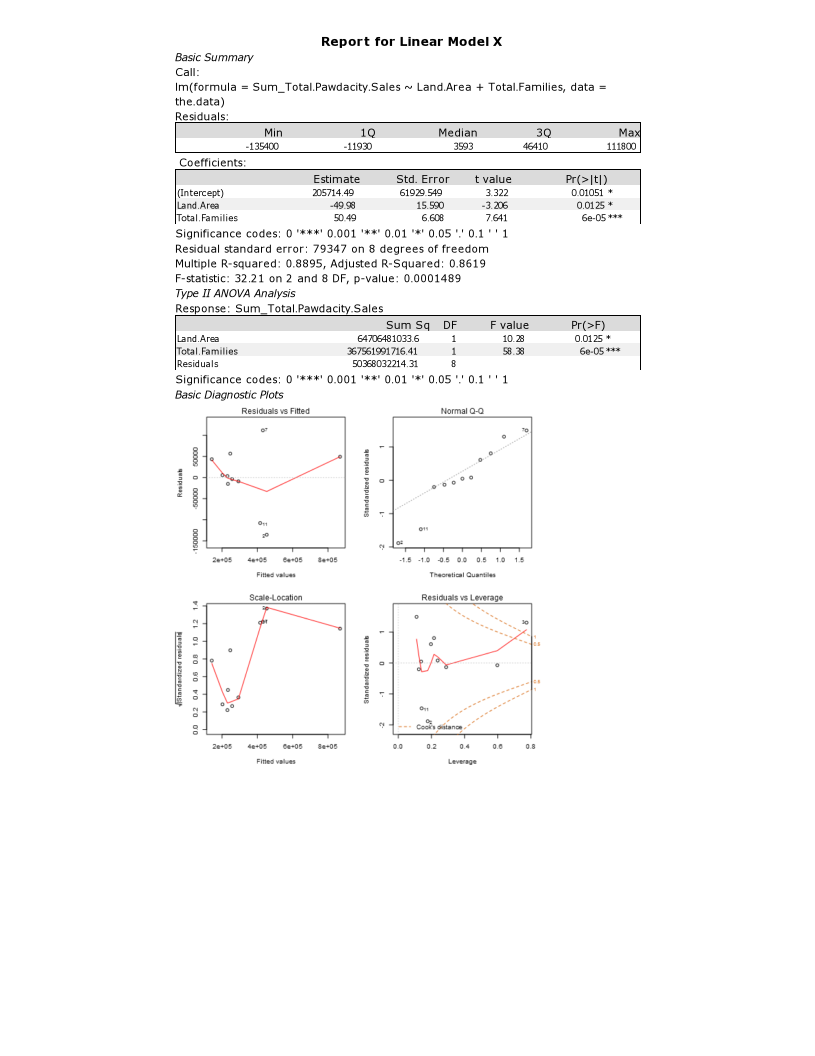 Report for Linear Model X
Basic Summary
Call:
lm(formula = Sum_Total.Pawdacity.Sales ~ Land.Area + Total.Families, data =
the.data)
Residuals:
Min 1Q Median 3Q Max
-135400 -11930 3593 46410 111800
Coefficients:
Estimate Std. Error t value Pr(>|t|)
(Intercept) 205714.49 61929.549 3.322 0.01051 *
Land.Area -49.98 15.590 -3.206 0.0125 *
Total.Families 50.49 6.608 7.641 6e-05 ***
Significance codes: 0 '***' 0.001 '**' 0.01 '*' 0.05 '.' 0.1 ' ' 1
Residual standard error: 79347 on 8 degrees of freedom
Multiple R-squared: 0.8895, Adjusted R-Squared: 0.8619
F-statistic: 32.21 on 2 and 8 DF, p-value: 0.0001489
Type II ANOVA Analysis
Response: Sum_Total.Pawdacity.Sales
Sum Sq DF F value Pr(>F)
Land.Area 64706481033.6 1 10.28 0.0125 *
Total.Families 367561991716.41 1 58.38 6e-05 ***
Residuals 50368032214.31 8
Significance codes: 0 '***' 0.001 '**' 0.01 '*' 0.05 '.' 0.1 ' ' 1
Basic Diagnostic Plots
Residuals vs Fitted
Residuals
50000
0
-50000
-150000
7
11
2
2e+05 4e+05 6e+05 8e+05
Fitted values
Normal Q-Q
Standardized residuals
1
0
-1
-2
7
11
2
-1.5 -1.0 -0.5 0.0 0.5 1.0 1.5
Theoretical Quantiles
Scale-Location
√|Standardized residuals|
1.4
1.2
1.0
0.8
0.6
0.4
0.2
0.0
2e+05 4e+05 6e+05 8e+05
Fitted values
Residuals vs Leverage
Standardized residuals
1
0
-1
-2
1
0.5
0.5
1
11
Cook's distance
0.0 0.2 0.4 0.6 0.8
Leverage